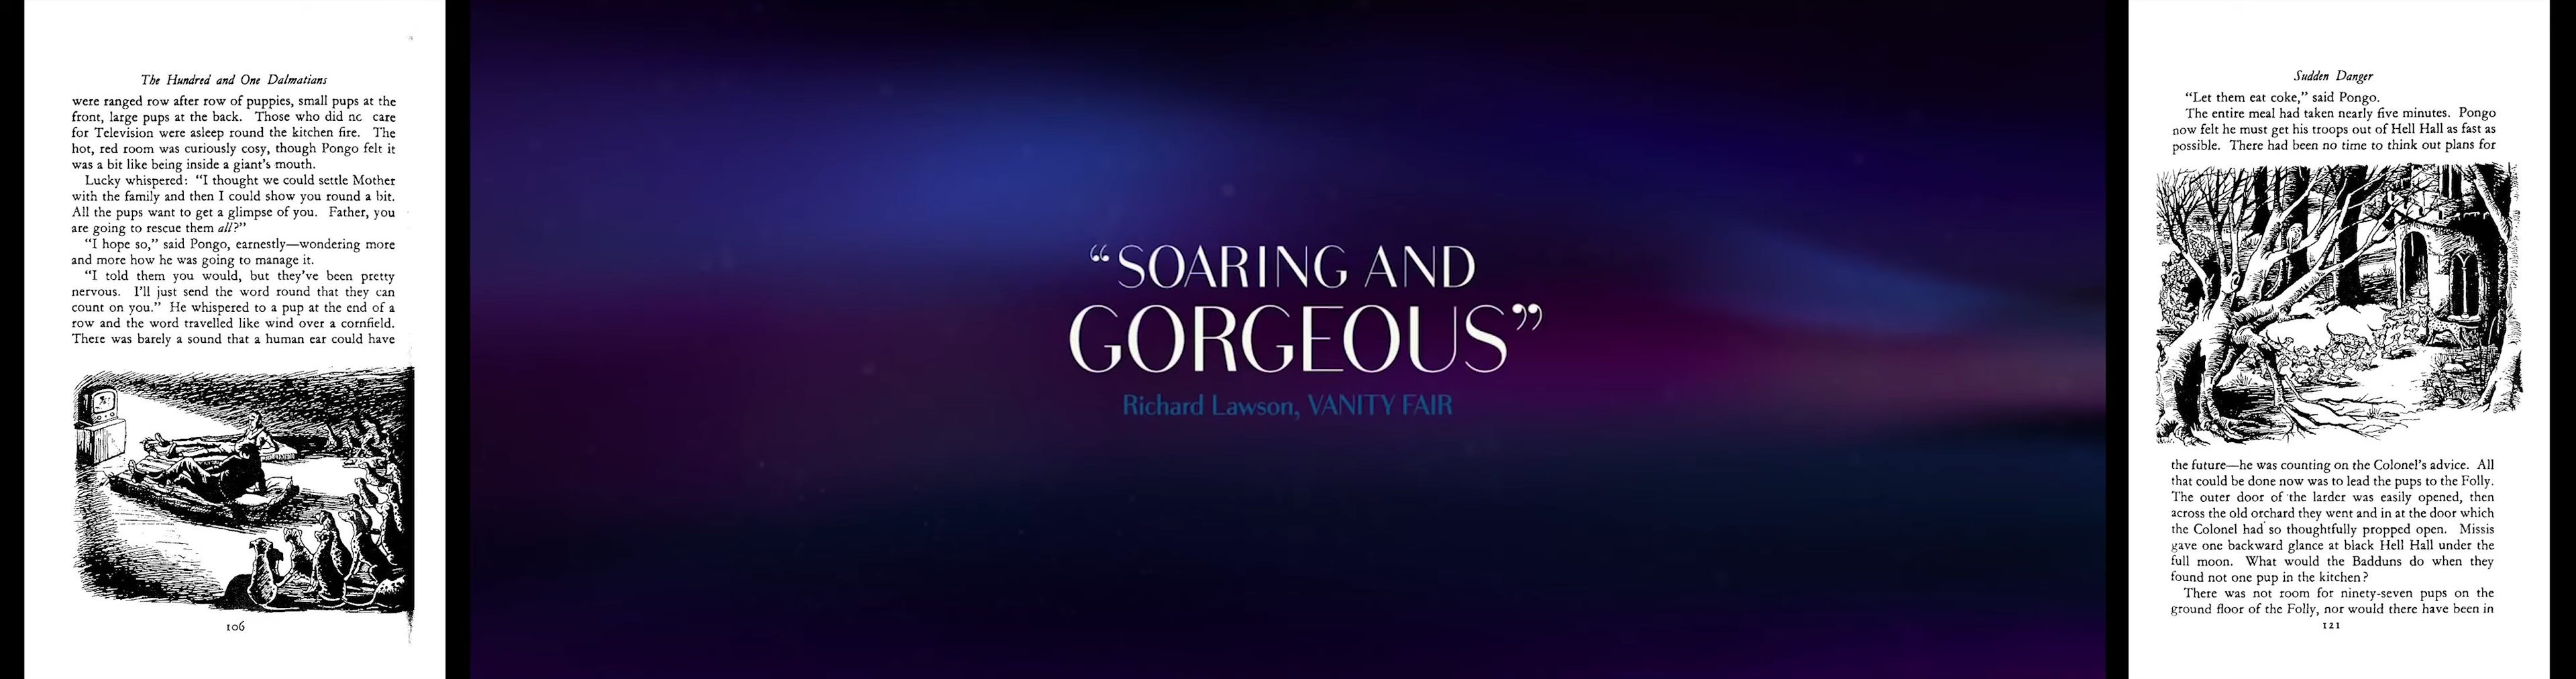 The Hundred and One Dalmatians
were ranged row after row of puppies, small pups at the
front, large pups at the back. Those who did care
for Television were asleep round the kitchen fire. The
hot, red room was curiously cosy, though Pongo felt it
was a bit like being inside a giant's mouth.
Lucky whispered: "I thought we could settle Mother
with the family and then I could show you round a bit.
All the pups want to get a glimpse of you. Father, you
are going to rescue them all?"
"I hope so," said Pongo, earnestly—wondering more
and more how he was going to manage it.
"I told them you would, but they've been pretty
nervous. I'll just send the word round that they can
count on you." He whispered to a pup at the end of a
row and the word travelled like wind over a cornfield.
There was barely a sound that a human ear could have
106
"SOARING AND
GORGEOUS"
Richard Lawson, VANITY FAIR
Sudden Danger
"Let them eat coke," said Pongo.
The entire meal had taken nearly five minutes. Pongo
now felt he must get his troops out of Hell Hall as fast as
possible. There had been no time to think out plans for
the future—he was counting on the Colonel's advice. All
that could be done now was to lead the pups to the Folly.
The outer door of the larder was easily opened, then
across the old orchard they went and in at the door which
the Colonel had so thoughtfully propped open. Missis
gave one backward glance at black Hell Hall under the
full moon. What would the Badduns do when they
found not one pup in the kitchen?
There was not room for ninety-seven pups on the
ground floor of the Folly, nor would there have been in
121